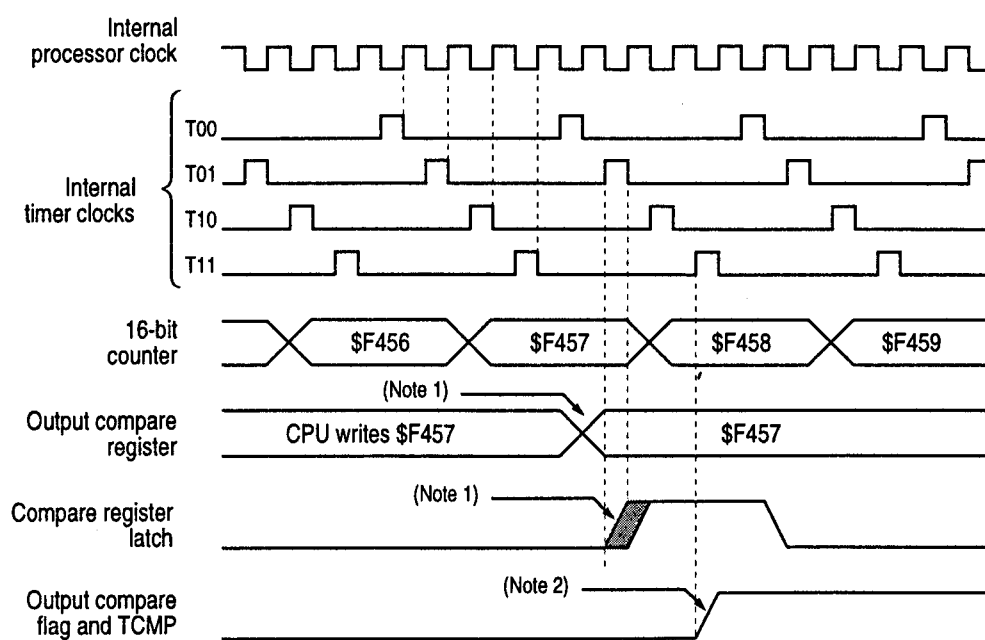 Internal
processor clock
Internal
timer clocks
T00
T01
T10
T11
16-bit
counter
$F456
$F457
$F458
$F459
(Note 1)
Output compare
register
CPU writes $F457
$F457
(Note 1)
Compare register
latch
(Note 2)
Output compare
flag and TCMP